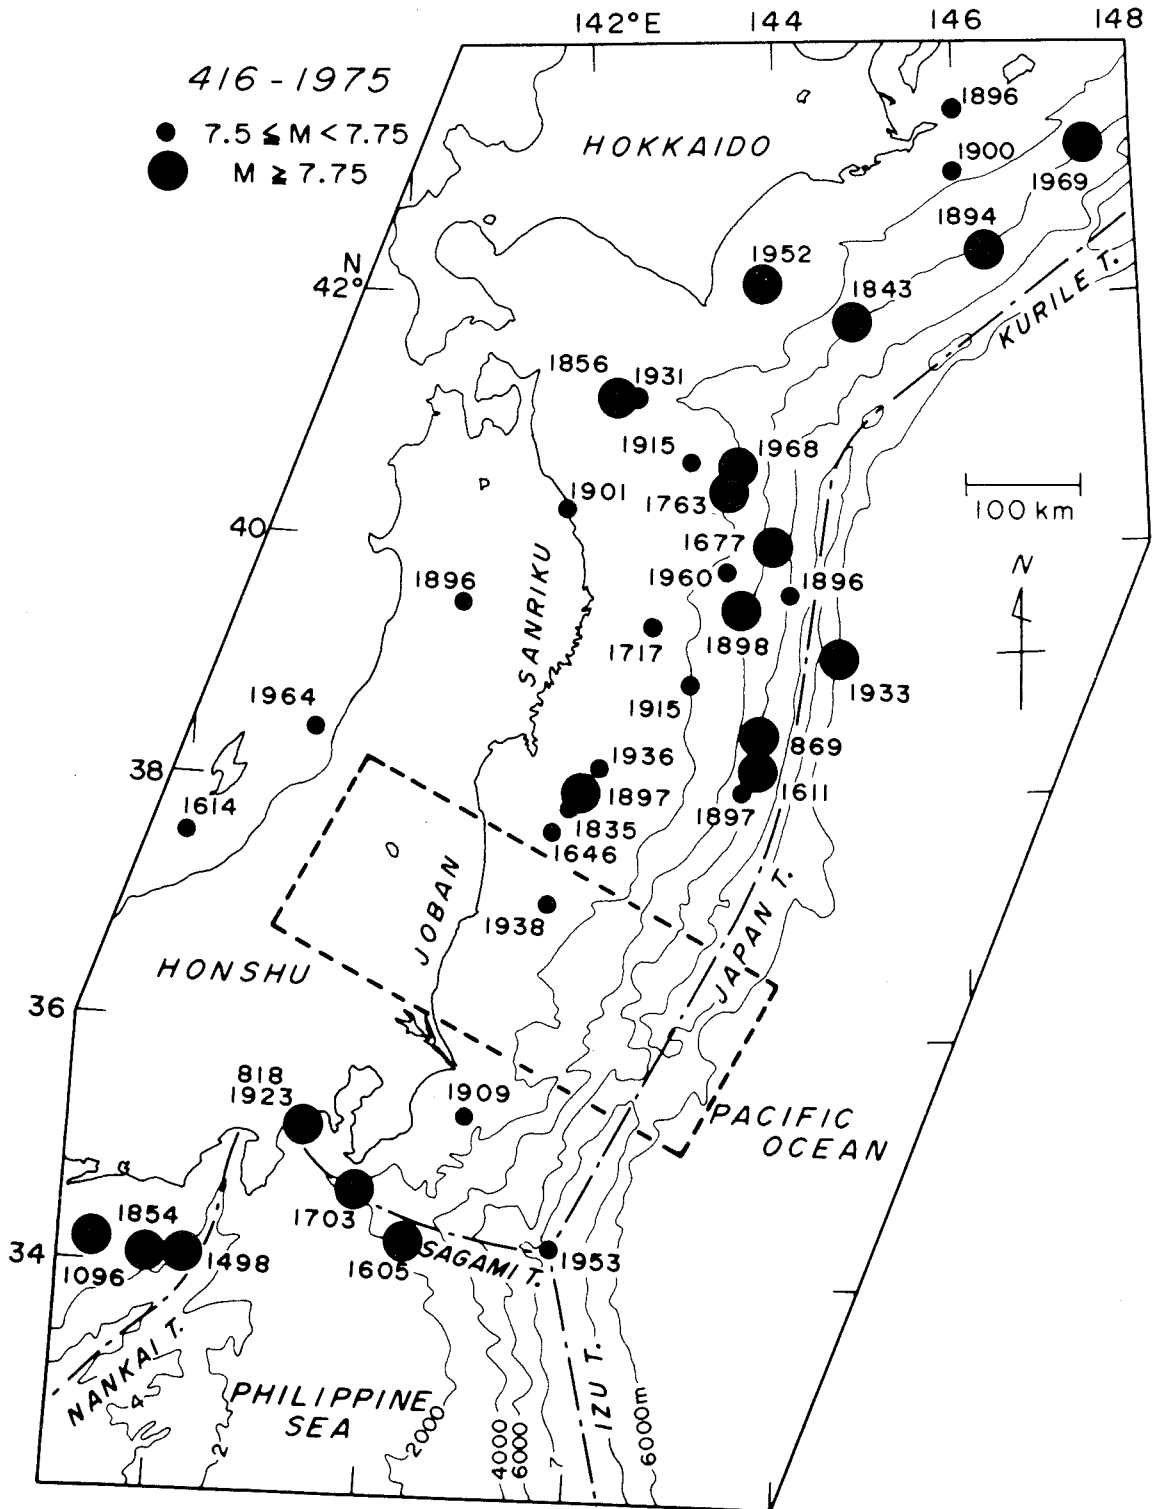 142°E 144 146 148
416-1975
7.5 ≦ M < 7.75
M ≧ 7.75
HOKKAIDO
1896
1900
1969
1894
1952
N
42°
1843
KURILE T.
1856
1931
1915
1968
1763
1901
100 km
40
1677
N
1960
1896
1896
SANRIKU
1898
1717
1933
1964
1915
869
38
1936
1897
1611
1897
1614
1835
1646
JOBAN
1938
JAPAN T.
HONSHU
36
818
1923
1909
PACIFIC
OCEAN
1703
1854
34
1096
1498
1605
SAGAMI T.
1953
NANKAI T.
4
PHILIPPINE
SEA
2
2000
4000
6000
7
IZU T.
6000m